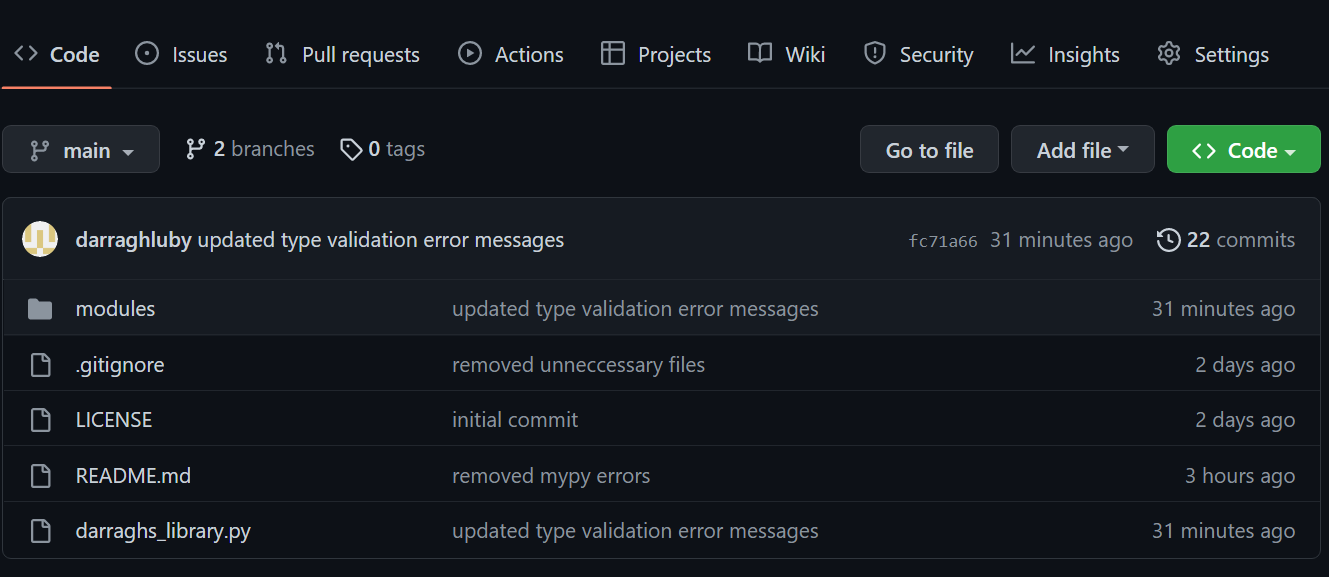 Code Issues Pull requests Actions Projects Wiki Security Insights Settings
main 2 branches 0 tags Go to file Add file Code
darraghluby updated type validation error messages fc71a66 31 minutes ago 22 commits
modules updated type validation error messages 31 minutes ago
.gitignore removed unneccessary files 2 days ago
LICENSE initial commit 2 days ago
README.md removed mypy errors 3 hours ago
darraghs_library.py updated type validation error messages 31 minutes ago